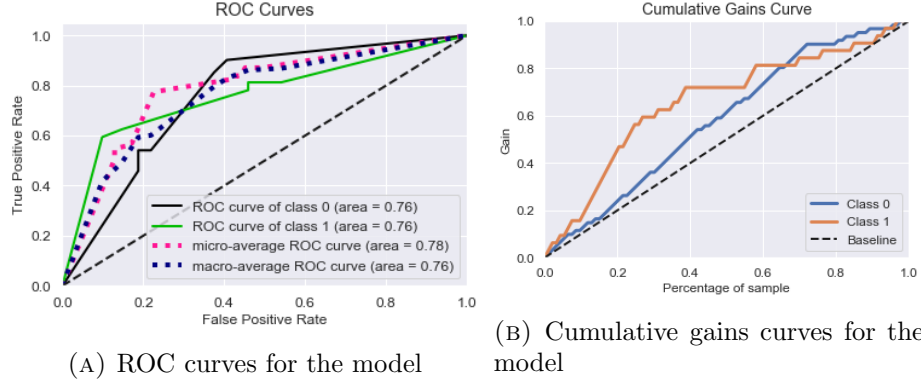 ROC Curves
1.0
0.8
0.6
0.4
0.2
0.0
True Positive Rate
ROC curve of class 0 (area = 0.76)
ROC curve of class 1 (area = 0.76)
micro-average ROC curve (area = 0.78)
macro-average ROC curve (area = 0.76)
0.0 0.2 0.4 0.6 0.8 1.0
False Positive Rate
(A) ROC curves for the model
Cumulative Gains Curve
1.0
0.8
0.6
0.4
0.2
0.0
Gain
Class 0
Class 1
Baseline
0.0 0.2 0.4 0.6 0.8 1.0
Percentage of sample
(B) Cumulative gains curves for the
model